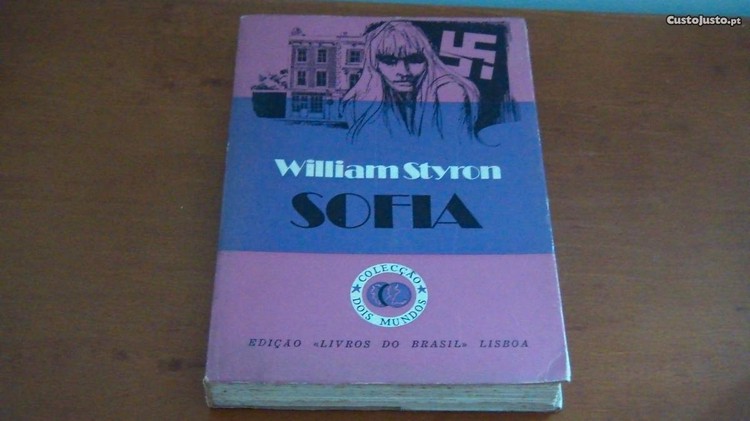 CustoJusto.pt
William Styron
SOFIA
COLECÇÃO
DOIS MUNDOS
EDIÇÃO «LIVROS DO BRASIL» LISBOA